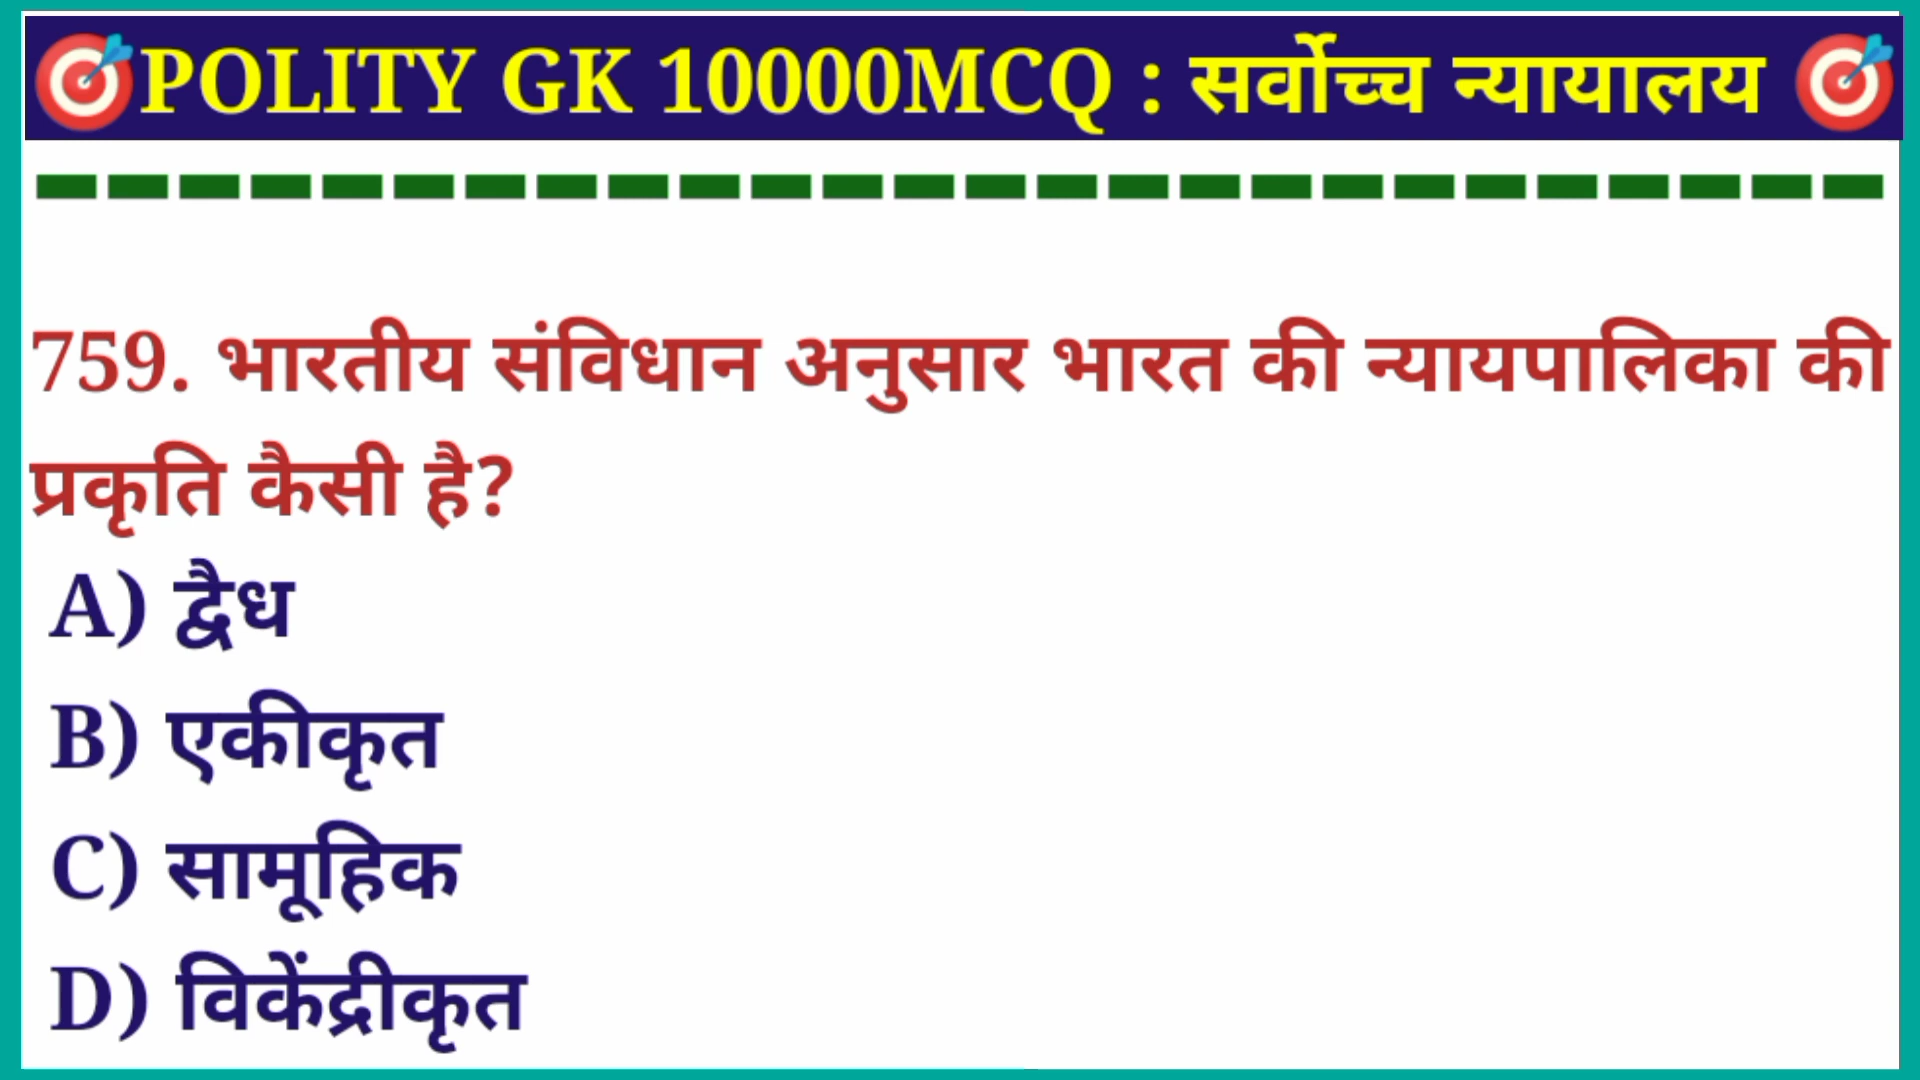 🎯POLITY GK 10000MCQ : सर्वोच्च न्यायालय 🎯
759. भारतीय संविधान अनुसार भारत की न्यायपालिका की
प्रकृति कैसी है?
A) द्वैध
B) एकीकृत
C) सामूहिक
D) विकेंद्रीकृत